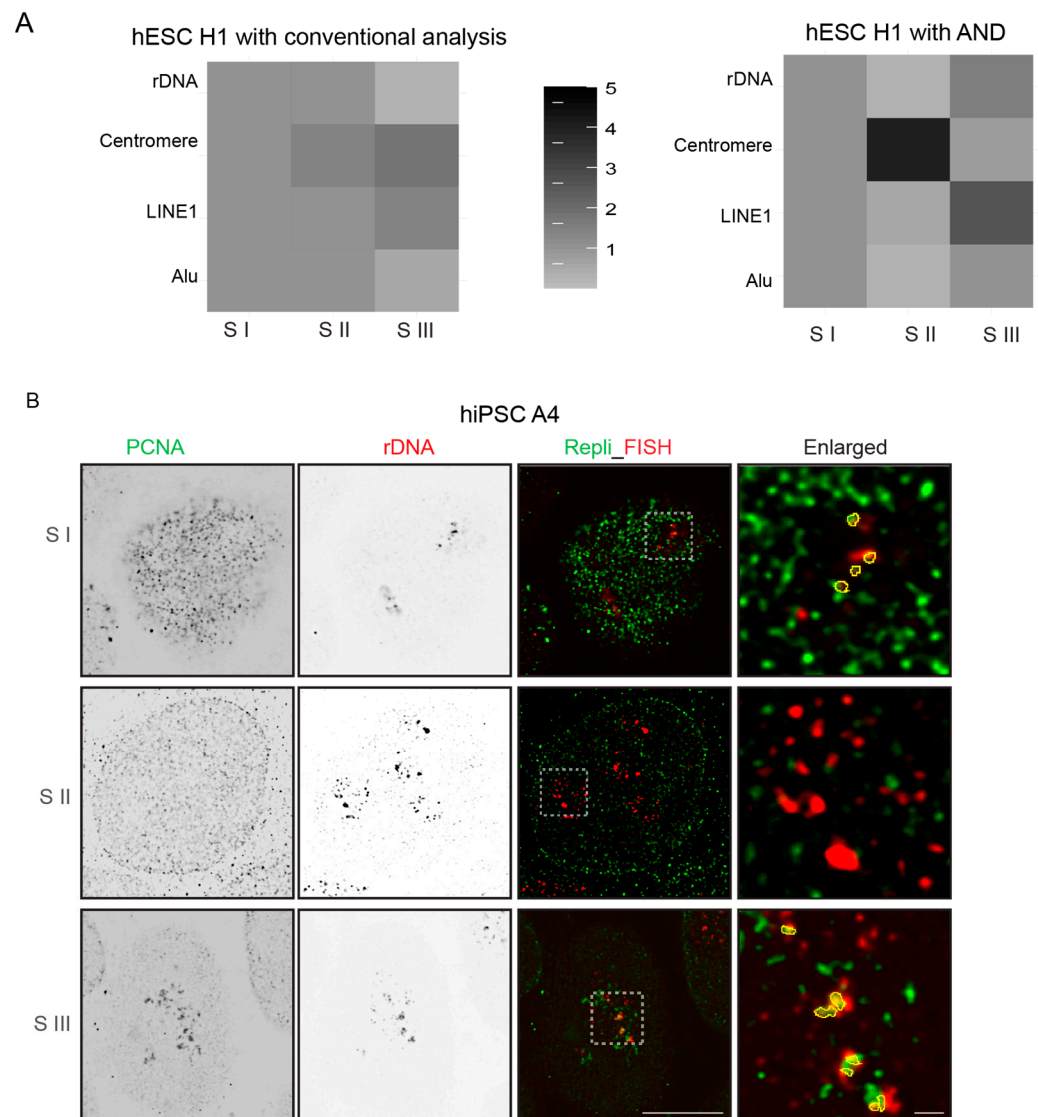 A
hESC H1 with conventional analysis
rDNA
Centromere
LINE1
Alu
S I
S II
S III
5
4
3
2
1
hESC H1 with AND
rDNA
Centromere
LINE1
Alu
S I
S II
S III
B
hiPSC A4
PCNA
rDNA
Repli_FISH
Enlarged
S I
S II
S III